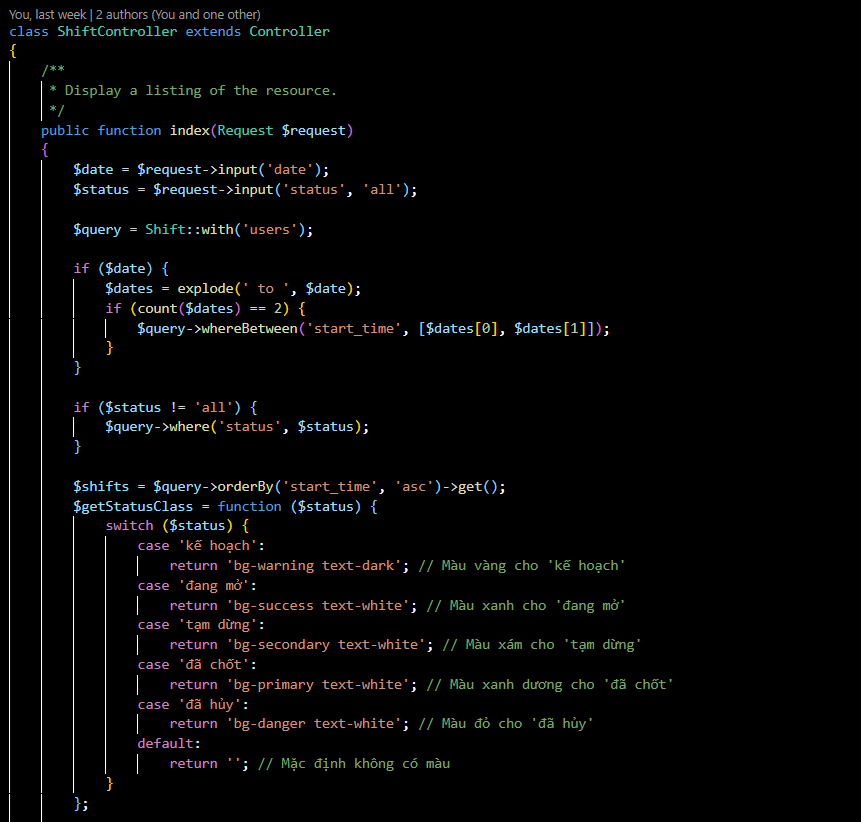 You, last week | 2 authors (You and one other)
class ShiftController extends Controller
{
    /**
     * Display a listing of the resource.
     */
    public function index(Request $request)
    {
        $date = $request->input('date');
        $status = $request->input('status', 'all');

        $query = Shift::with('users');

        if ($date) {
            $dates = explode(' to ', $date);
            if (count($dates) == 2) {
                $query->whereBetween('start_time', [$dates[0], $dates[1]]);
            }
        }

        if ($status != 'all') {
            $query->where('status', $status);
        }

        $shifts = $query->orderBy('start_time', 'asc')->get();
        $getStatusClass = function ($status) {
            switch ($status) {
                case 'kế hoạch':
                    return 'bg-warning text-dark'; // Màu vàng cho 'kế hoạch'
                case 'đang mở':
                    return 'bg-success text-white'; // Màu xanh cho 'đang mở'
                case 'tạm dừng':
                    return 'bg-secondary text-white'; // Màu xám cho 'tạm dừng'
                case 'đã chốt':
                    return 'bg-primary text-white'; // Màu xanh dương cho 'đã chốt'
                case 'đã hủy':
                    return 'bg-danger text-white'; // Màu đỏ cho 'đã hủy'
                default:
                    return ''; // Mặc định không có màu
            }
        };